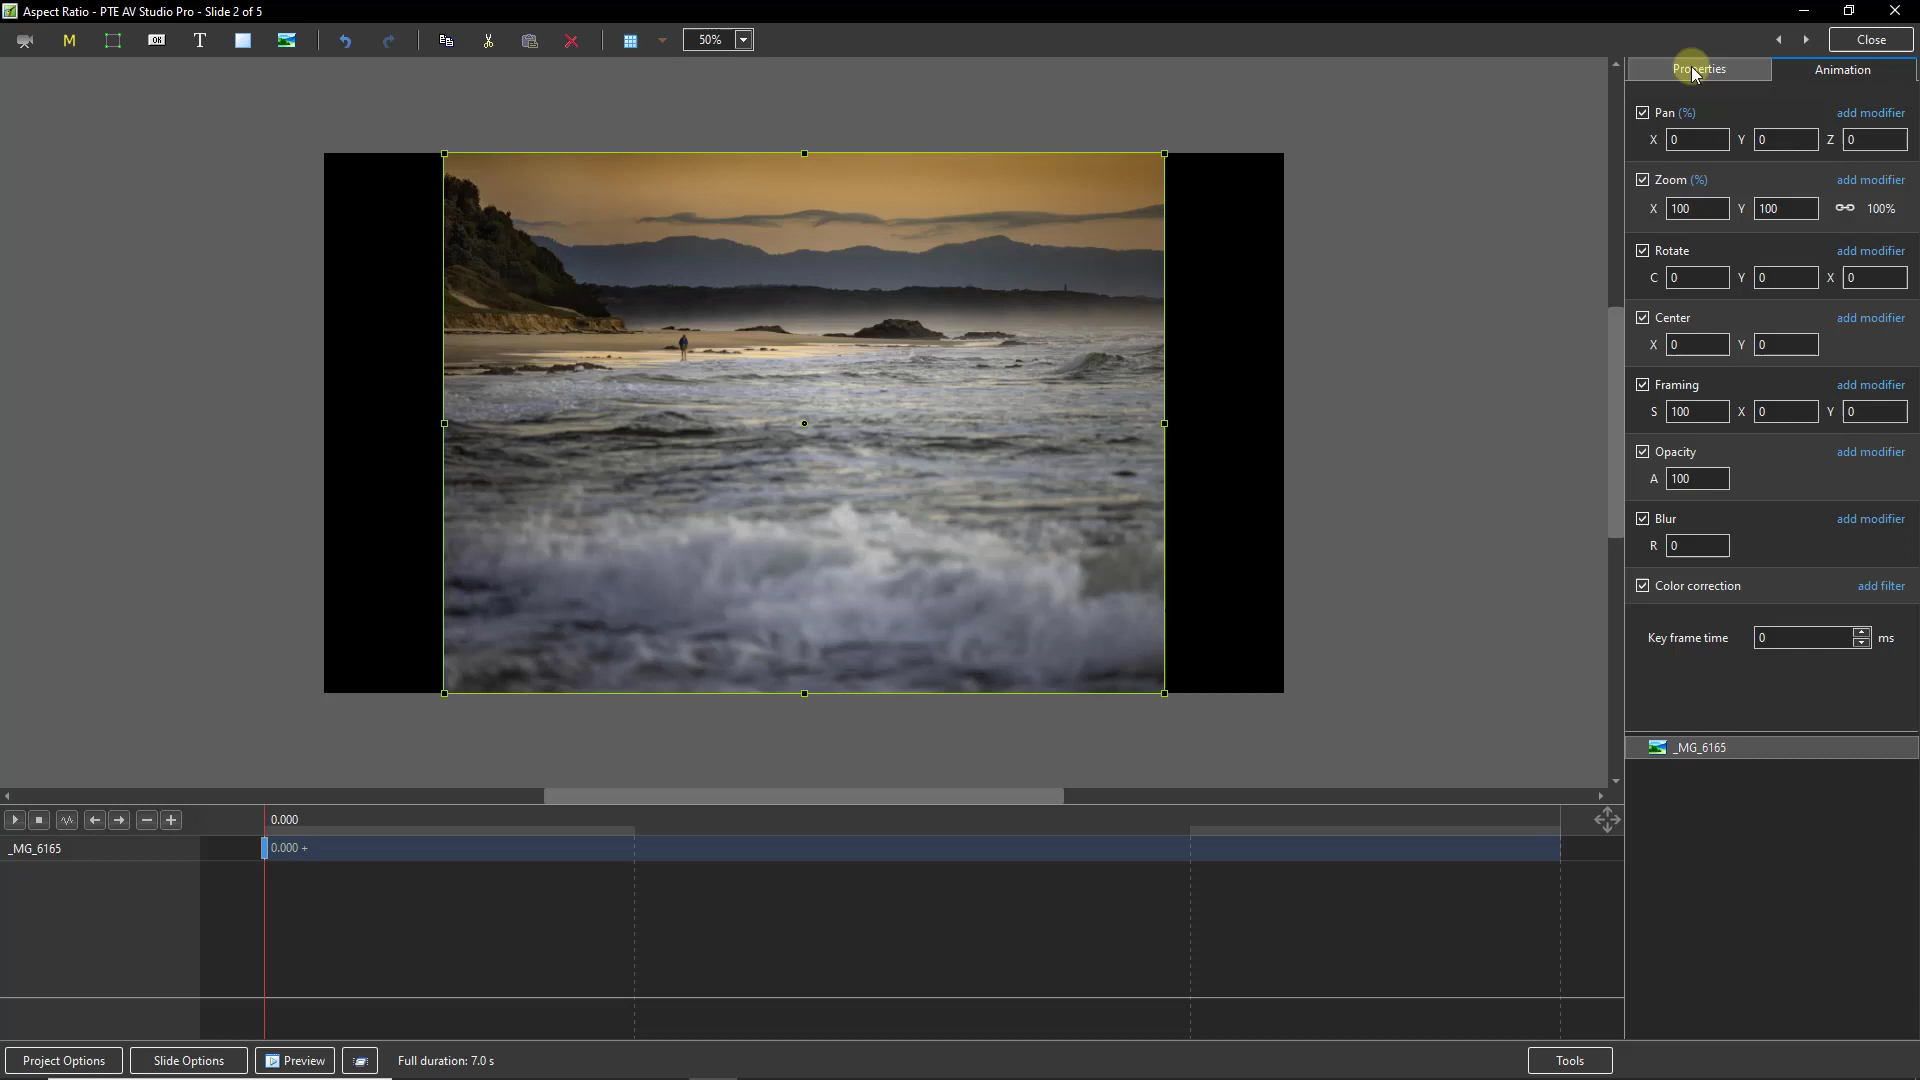 Aspect Ratio - PTE AV Studio Pro - Slide 2 of 5
M OK T 50% Close
Properties Animation
Pan (%) add modifier
X 0 Y 0 Z 0
Zoom (%) add modifier
X 100 Y 100 100%
Rotate add modifier
C 0 Y 0 X 0
Center add modifier
X 0 Y 0
Framing add modifier
S 100 X 0 Y 0
Opacity add modifier
A 100
Blur add modifier
R 0
Color correction add filter
Key frame time 0 ms
_MG_6165
0.000
_MG_6165 0.000 +
Project Options Slide Options Preview Full duration: 7.0 s Tools